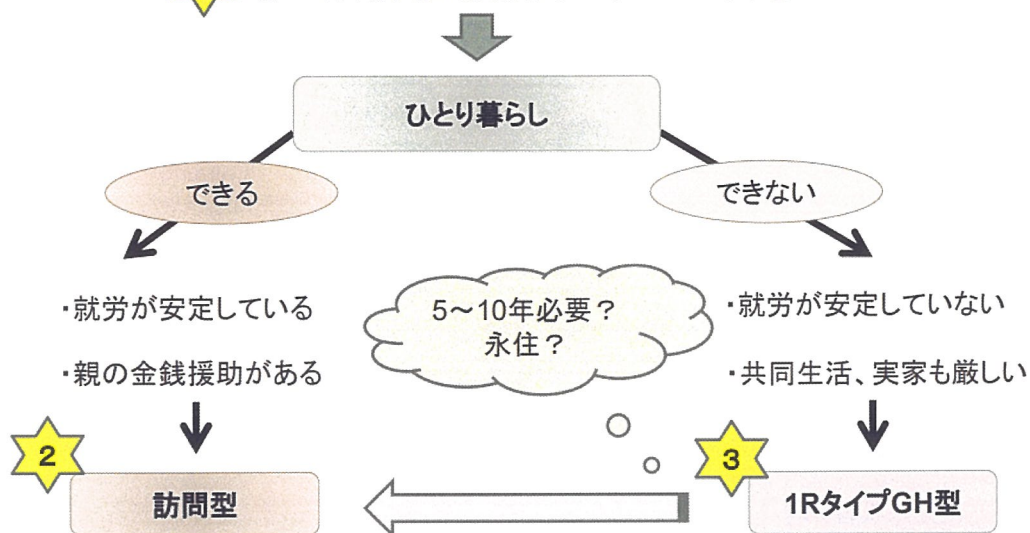 ひとり暮らし
できる
できない
・就労が安定している
・親の金銭援助がある
5～10年必要？
永住？
・就労が安定していない
・共同生活、実家も厳しい
2
訪問型
3
1RタイプGH型